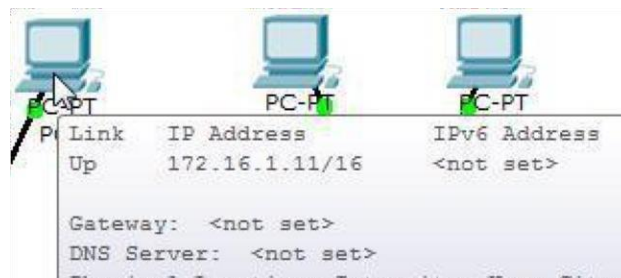 PC-PT PC-PT PC-PT
Link IP Address IPv6 Address
Up 172.16.1.11/16 <not set>
Gateway: <not set>
DNS Server: <not set>